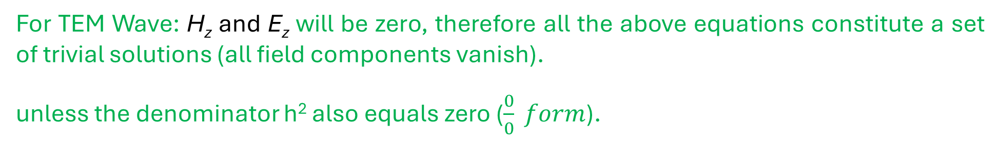 For TEM Wave: H_z and E_z will be zero, therefore all the above equations constitute a set
of trivial solutions (all field components vanish).
unless the denominator h² also equals zero (0/0 form).